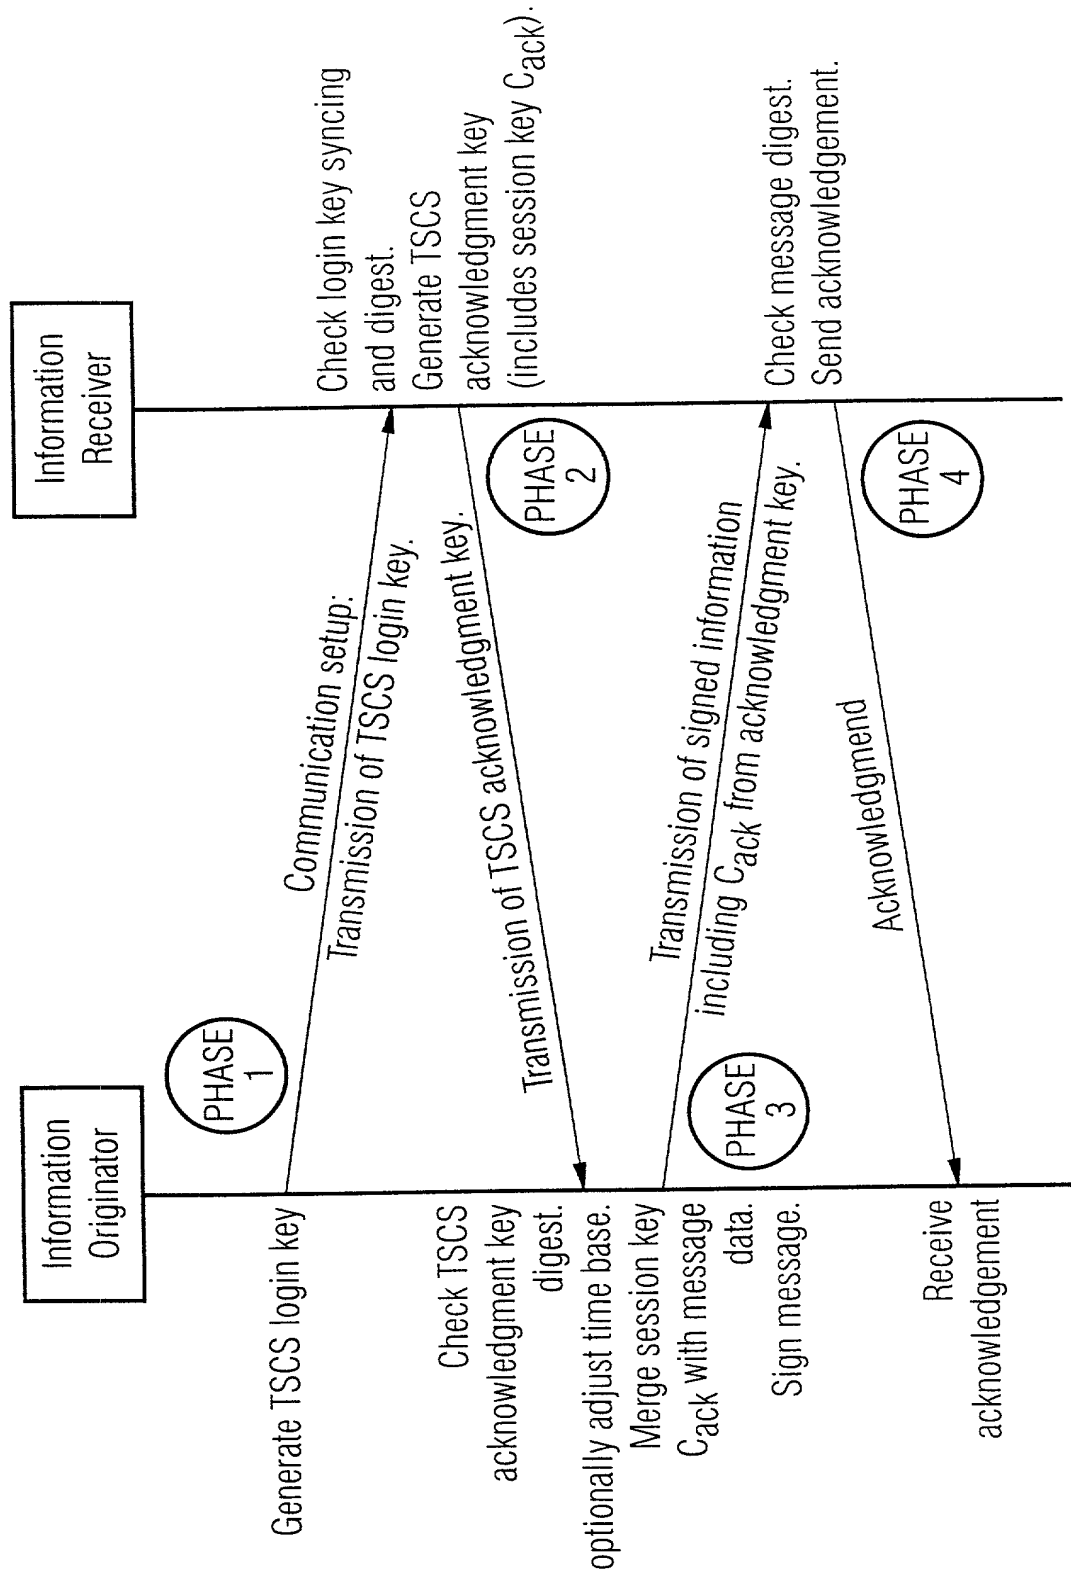 Information
Originator
Information
Receiver
PHASE
1
Generate TSCS login key
Communication setup:
Transmission of TSCS login key.
Check login key syncing
and digest.
Generate TSCS
acknowledgment key
(includes session key Cack).
PHASE
2
Transmission of TSCS acknowledgment key.
Check TSCS
acknowledgment key
digest.
optionally adjust time base.
Merge session key
Cack with message
data.
Sign message.
PHASE
3
Transmission of signed information
including Cack from acknowledgment key.
Check message digest.
Send acknowledgement.
PHASE
4
Acknowledgmend
Receive
acknowledgement